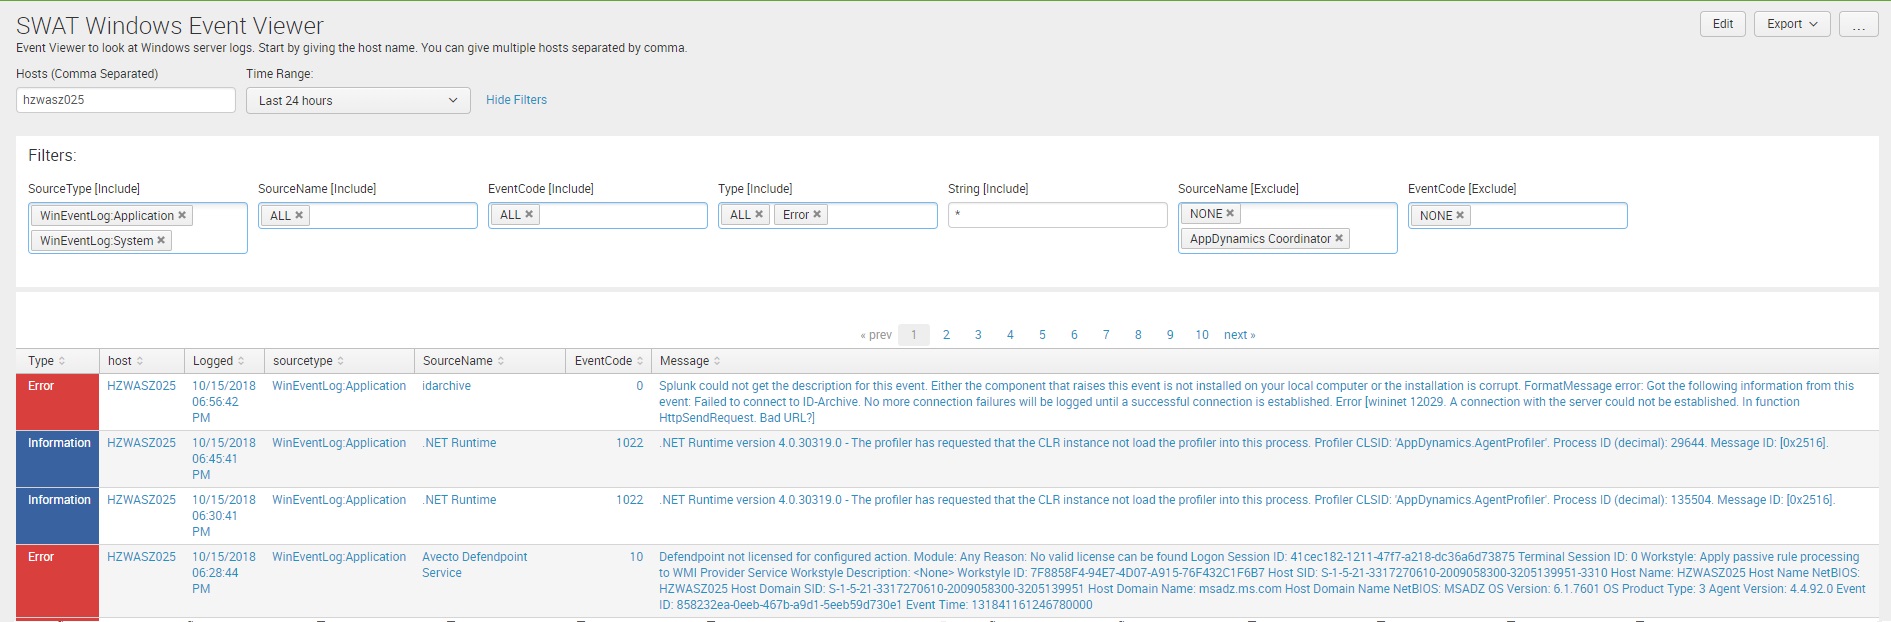 SWAT Windows Event Viewer
Edit Export ...
Event Viewer to look at Windows server logs. Start by giving the host name. You can give multiple hosts separated by comma.
Hosts (Comma Separated) Time Range:
hzwasz025 Last 24 hours Hide Filters
Filters:
SourceType [Include] SourceName [Include] EventCode [Include] Type [Include] String [Include] SourceName [Exclude] EventCode [Exclude]
WinEventLog:Application ALL ALL ALL Error * NONE NONE
WinEventLog:System AppDynamics Coordinator
« prev 1 2 3 4 5 6 7 8 9 10 next »
Type host Logged sourcetype SourceName EventCode Message
Error HZWASZ025 10/15/2018 WinEventLog:Application idarchive 0 Splunk could not get the description for this event. Either the component that raises this event is not installed on your local computer or the installation is corrupt. FormatMessage error: Got the following information from this
06:56:42 event: Failed to connect to ID-Archive. No more connection failures will be logged until a successful connection is established. Error [wininet 12029. A connection with the server could not be established. In function
PM HttpSendRequest. Bad URL?]
Information HZWASZ025 10/15/2018 WinEventLog:Application .NET Runtime 1022 .NET Runtime version 4.0.30319.0 - The profiler has requested that the CLR instance not load the profiler into this process. Profiler CLSID: 'AppDynamics.AgentProfiler'. Process ID (decimal): 29644. Message ID: [0x2516].
06:45:41
PM
Information HZWASZ025 10/15/2018 WinEventLog:Application .NET Runtime 1022 .NET Runtime version 4.0.30319.0 - The profiler has requested that the CLR instance not load the profiler into this process. Profiler CLSID: 'AppDynamics.AgentProfiler'. Process ID (decimal): 135504. Message ID: [0x2516].
06:30:41
PM
Error HZWASZ025 10/15/2018 WinEventLog:Application Avecto Defendpoint 10 Defendpoint not licensed for configured action. Module: Any Reason: No valid license can be found Logon Session ID: 41cec182-1211-47f7-a218-dc36a6d73875 Terminal Session ID: 0 Workstyle: Apply passive rule processing
06:28:44 Service to WMI Provider Service Workstyle Description: <None> Workstyle ID: 7F8858F4-94E7-4D07-A915-76F432C1F6B7 Host SID: S-1-5-21-3317270610-2009058300-3205139951-3310 Host Name: HZWASZ025 Host Name NetBIOS:
PM HZWASZ025 Host Domain SID: S-1-5-21-3317270610-2009058300-3205139951 Host Domain Name: msadz.ms.com Host Domain Name NetBIOS: MSADZ OS Version: 6.1.7601 OS Product Type: 3 Agent Version: 4.4.92.0 Event
ID: 858232ea-0eeb-467b-a9d1-5eeb59d730e1 Event Time: 131841161246780000